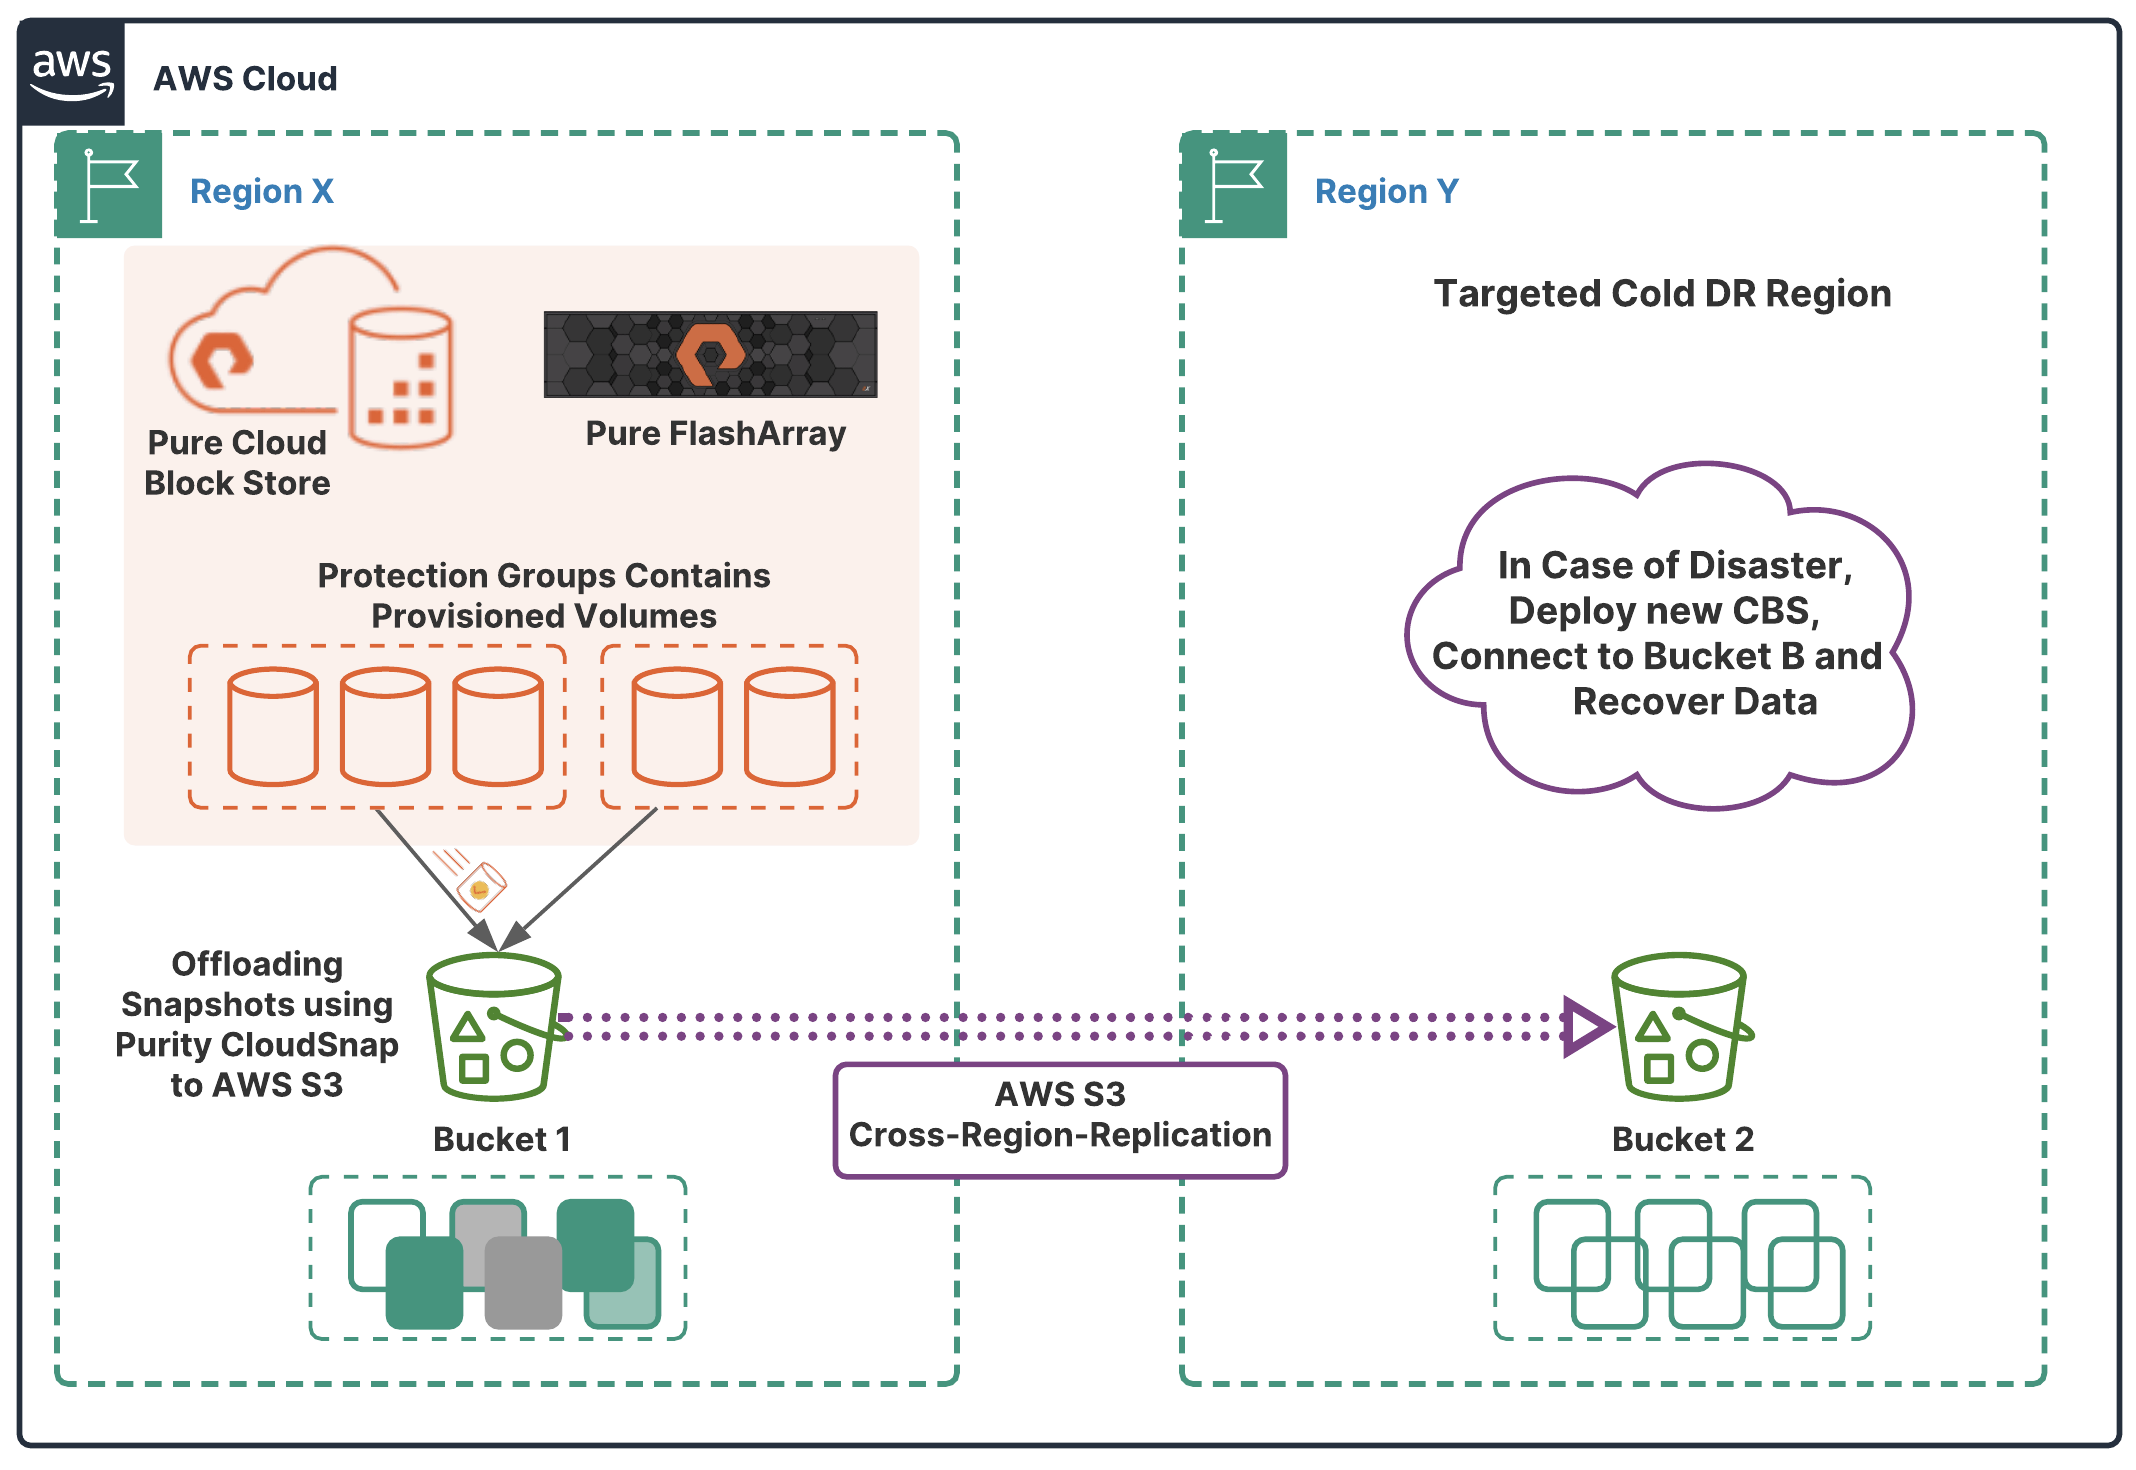 aws
AWS Cloud
Region X
Pure Cloud
Block Store
Pure FlashArray
Protection Groups Contains
Provisioned Volumes
Offloading
Snapshots using
Purity CloudSnap
to AWS S3
Bucket 1
AWS S3
Cross-Region-Replication
Region Y
Targeted Cold DR Region
In Case of Disaster,
Deploy new CBS,
Connect to Bucket B and
Recover Data
Bucket 2